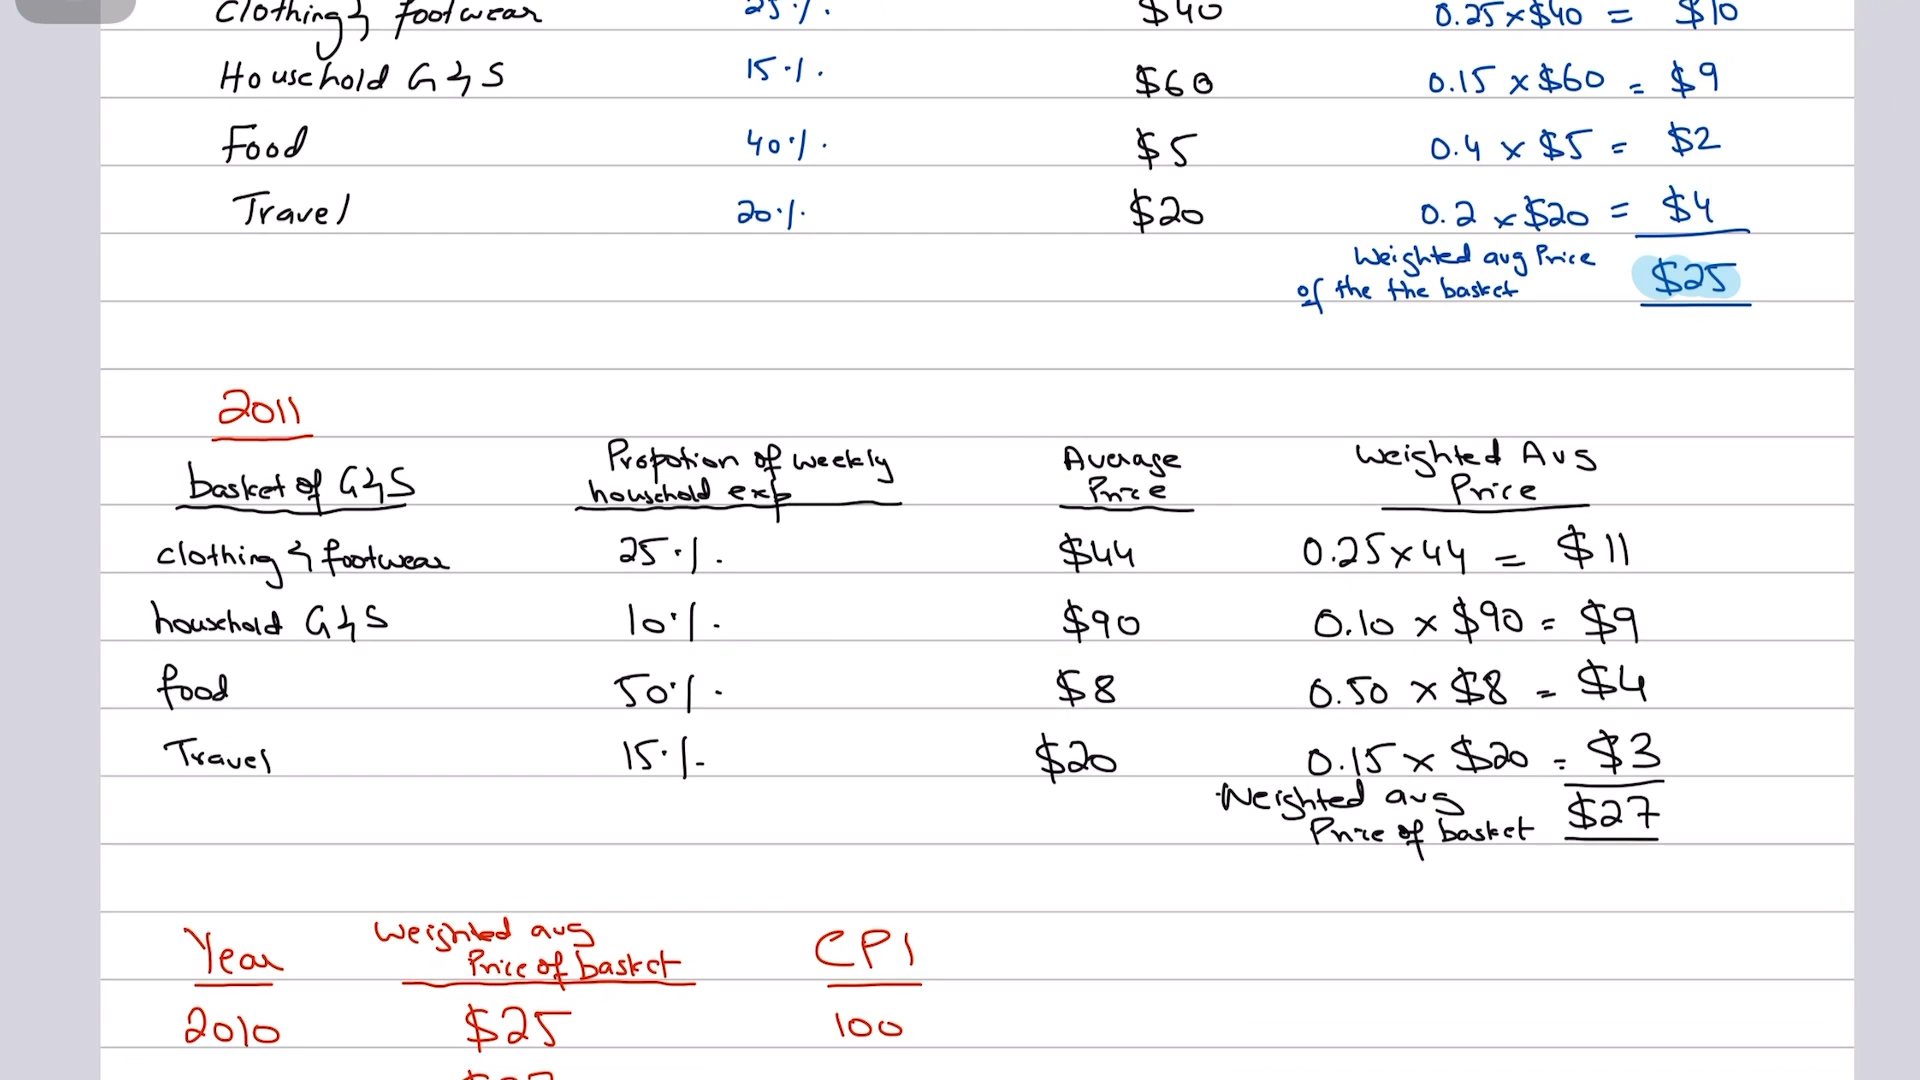 Clothing & footwear 25%. $40 0.25x$40 = $10
Household G&S 15%. $60 0.15 x $60 = $9
Food 40%. $5 0.4 x $5 = $2
Travel 20%. $20 0.2 x $20 = $4
Weighted avg Price
of the the basket $25
2011
basket of G&S Propotion of weekly household exp Average Price Weighted Avg Price
clothing & footwear 25%. $44 0.25x44 = $11
household G&S 10%. $90 0.10 x $90 = $9
food 50%. $8 0.50 x $8 = $4
Travel 15%. $20 0.15 x $20 = $3
Weighted avg
Price of basket $27
Year Weighted avg Price of basket CPI
2010 $25 100